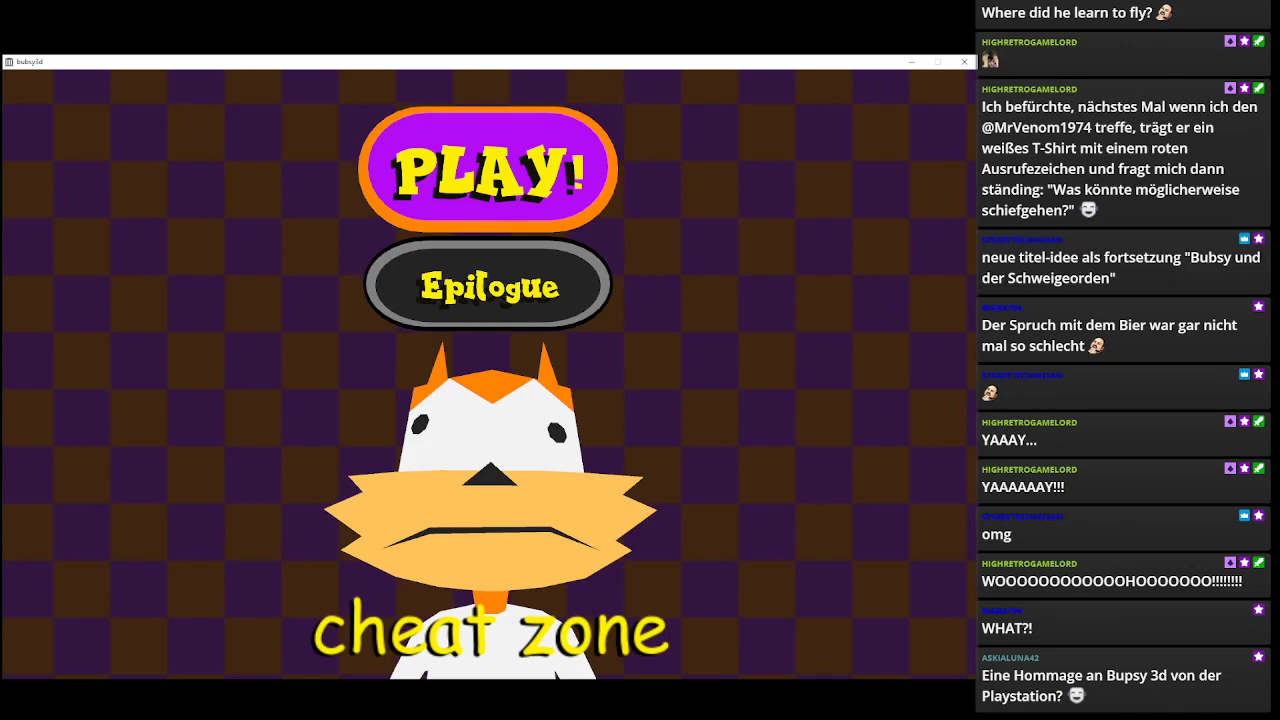 bubsy3d
PLAY!
Epilogue
cheat zone
Where did he learn to fly?
HIGHRETROGAMELORD
HIGHRETROGAMELORD
Ich befürchte, nächstes Mal wenn ich den
@MrVenom1974 treffe, trägt er ein
weißes T-Shirt mit einem roten
Ausrufezeichen und fragt mich dann
ständing: "Was könnte möglicherweise
schiefgehen?"
neue titel-idee als fortsetzung "Bubsy und
der Schweigeorden"
Der Spruch mit dem Bier war gar nicht
mal so schlecht
HIGHRETROGAMELORD
YAAAY...
HIGHRETROGAMELORD
YAAAAAAY!!!
omg
HIGHRETROGAMELORD
WOOOOOOOOOOOOHOOOOOOO!!!!!!!!
WHAT?!
ASKIALUNA42
Eine Hommage an Bupsy 3d von der
Playstation?